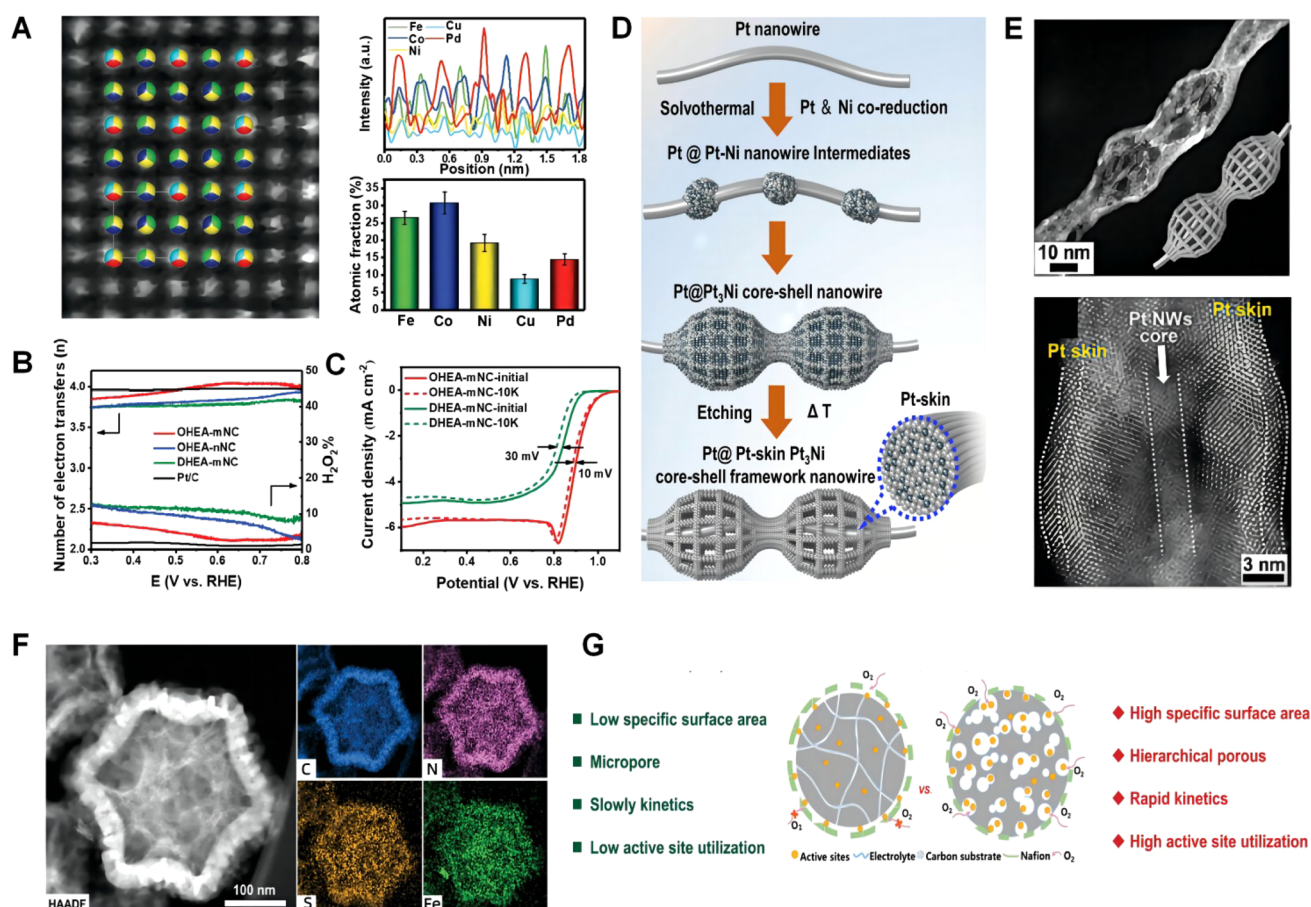 A
Fe
Cu
Co
Pd
Ni
Intensity (a.u.)
0.0 0.3 0.6 0.9 1.2 1.5 1.8
Position (nm)
Atomic fraction (%)
35
30
25
20
15
10
5
0
Fe Co Ni Cu Pd
B
Number of electron transfers (n)
4.0
3.5
3.0
2.5
2.0
OHEA-mNC
OHEA-nNC
DHEA-mNC
Pt/C
50
40
30
20
10
0
H2O2%
0.3 0.4 0.5 0.6 0.7 0.8
E (V vs. RHE)
C
Current density (mA cm-2)
0
-2
-4
-6
OHEA-mNC-initial
OHEA-mNC-10K
DHEA-mNC-initial
DHEA-mNC-10K
30 mV
10 mV
0.2 0.4 0.6 0.8 1.0
Potential (V vs. RHE)
D
Pt nanowire
Solvothermal
Pt & Ni co-reduction
Pt @ Pt-Ni nanowire Intermediates
Pt@Pt3Ni core-shell nanowire
Etching
Δ T
Pt-skin
Pt@ Pt-skin Pt3Ni
core-shell framework nanowire
E
10 nm
Pt skin
Pt NWs
core
Pt skin
3 nm
F
HAADF
100 nm
C
N
S
Fe
G
Low specific surface area
Micropore
Slowly kinetics
Low active site utilization
O2
O2
O2
vs.
O2
O2
O2
O2
O2
O2
High specific surface area
Hierarchical porous
Rapid kinetics
High active site utilization
Active sites Electrolyte Carbon substrate Nafion O2